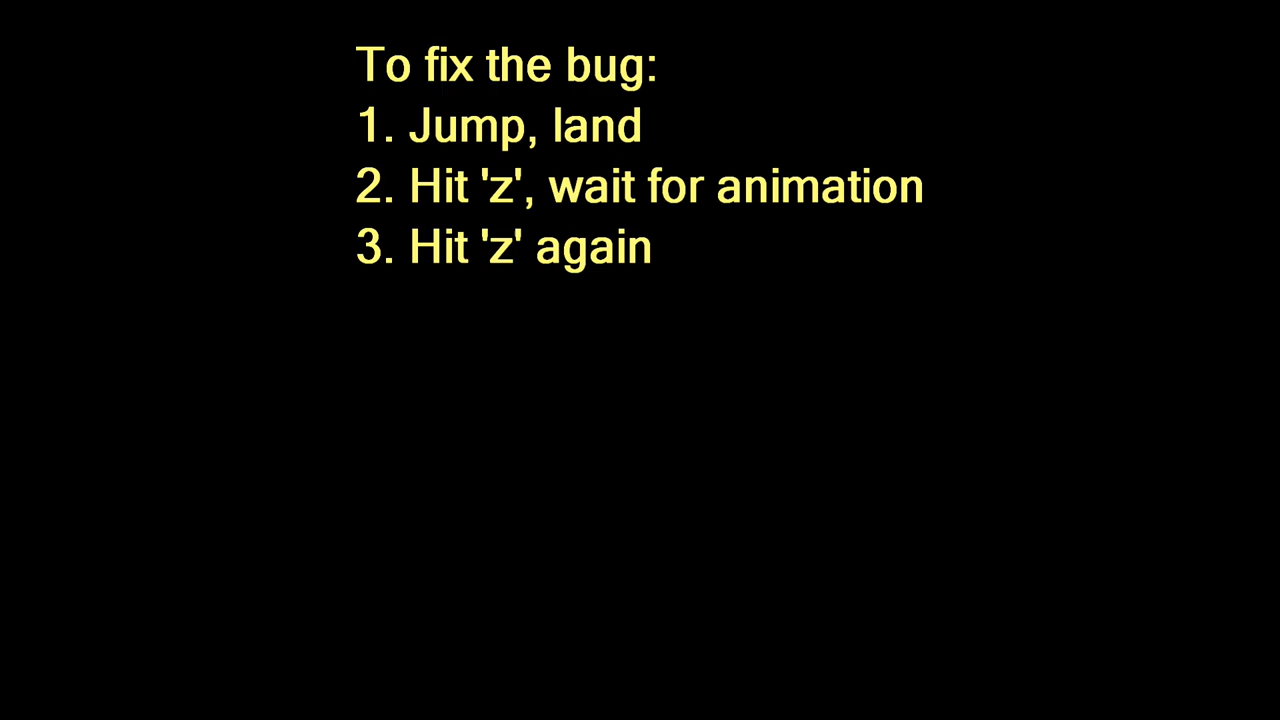 To fix the bug:
1. Jump, land
2. Hit 'z', wait for animation
3. Hit 'z' again